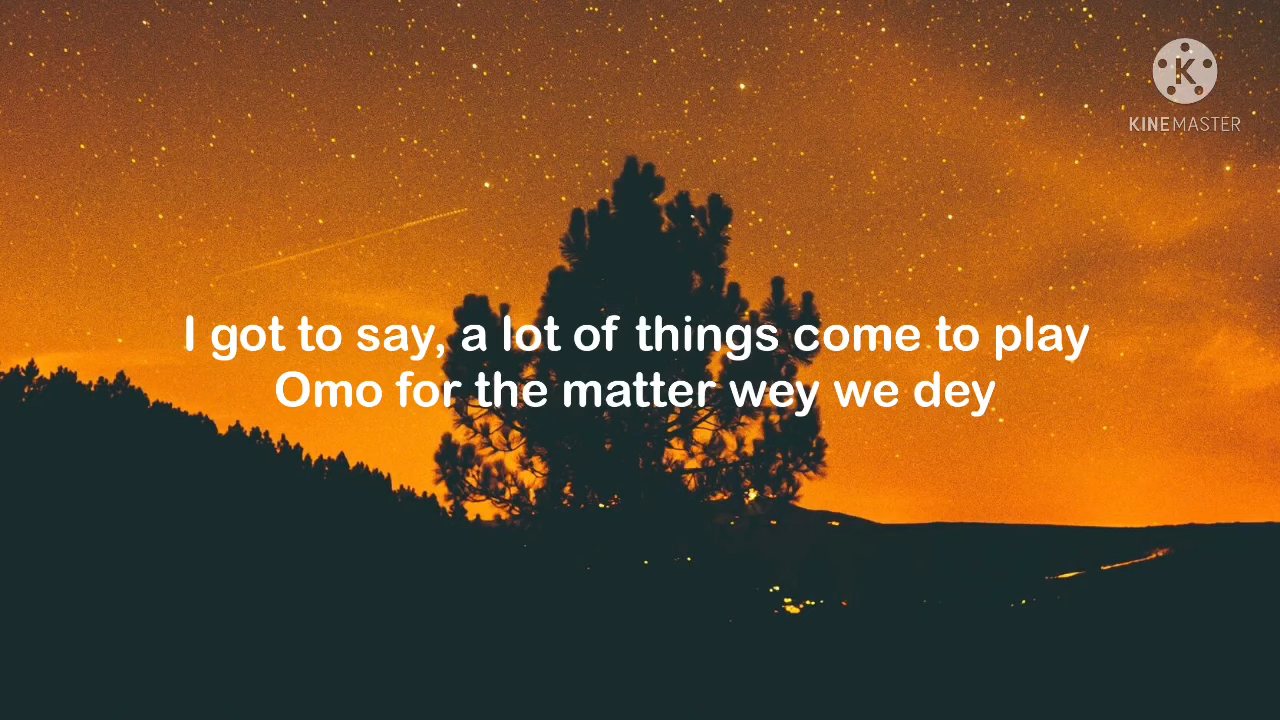 K
KINEMASTER
I got to say, a lot of things come to play
Omo for the matter wey we dey